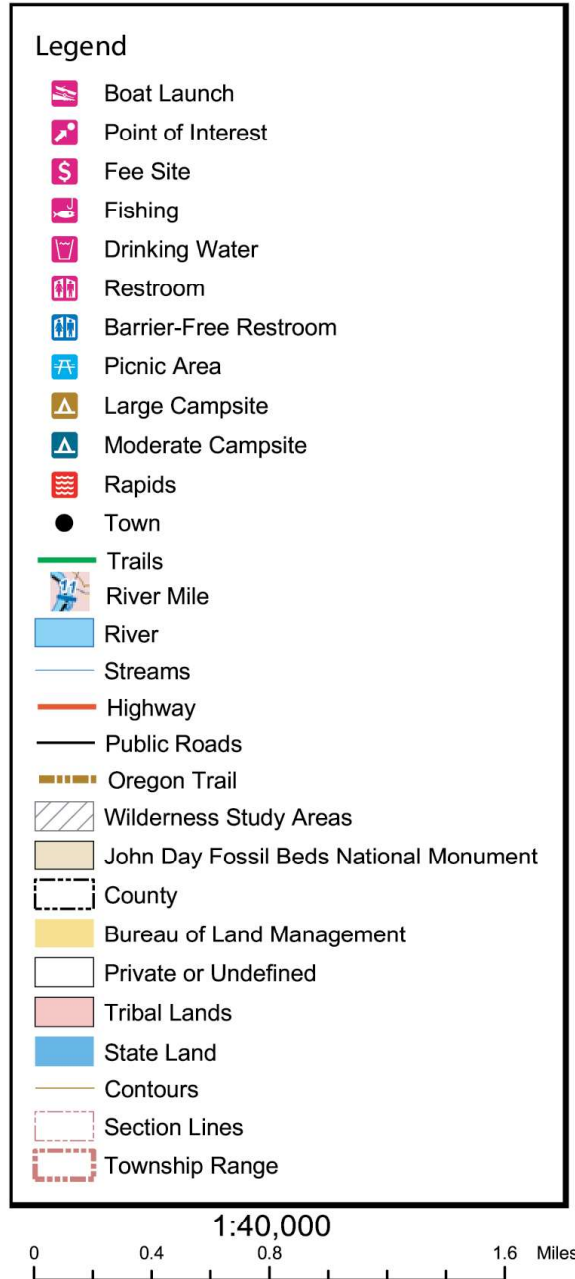 Legend
Boat Launch
Point of Interest
$ Fee Site
Fishing
Drinking Water
Restroom
Barrier-Free Restroom
Picnic Area
Large Campsite
Moderate Campsite
Rapids
Town
Trails
11 River Mile
River
Streams
Highway
Public Roads
Oregon Trail
Wilderness Study Areas
John Day Fossil Beds National Monument
County
Bureau of Land Management
Private or Undefined
Tribal Lands
State Land
Contours
Section Lines
Township Range
1:40,000
0 0.4 0.8 1.6 Miles